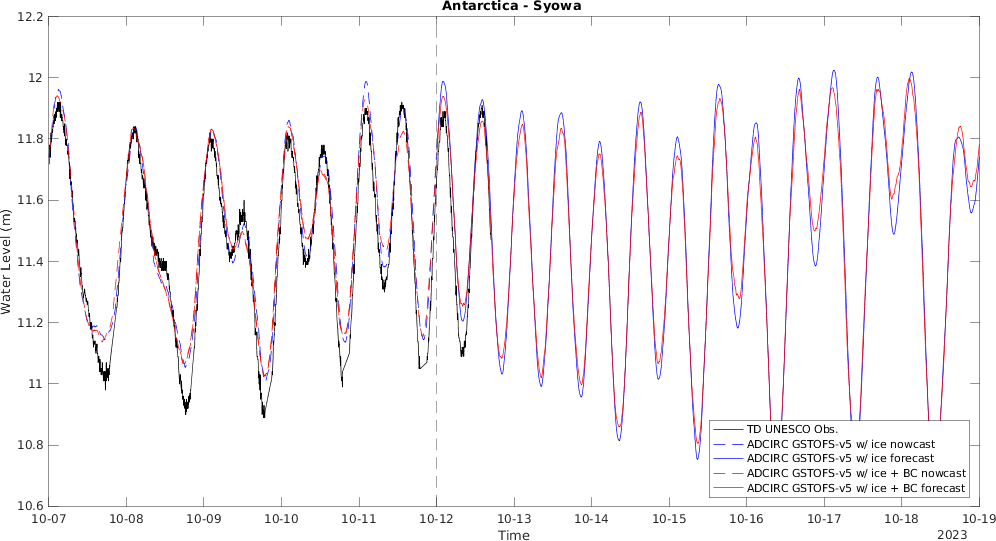 Antarctica - Syowa
12.2
12
11.8
11.6
11.4
11.2
11
10.8
10.6
Water Level (m)
TD UNESCO Obs.
ADCIRC GSTOFS-v5 w/ ice nowcast
ADCIRC GSTOFS-v5 w/ ice forecast
ADCIRC GSTOFS-v5 w/ ice + BC nowcast
ADCIRC GSTOFS-v5 w/ ice + BC forecast
10-07 10-08 10-09 10-10 10-11 10-12 10-13 10-14 10-15 10-16 10-17 10-18 10-19
Time
2023